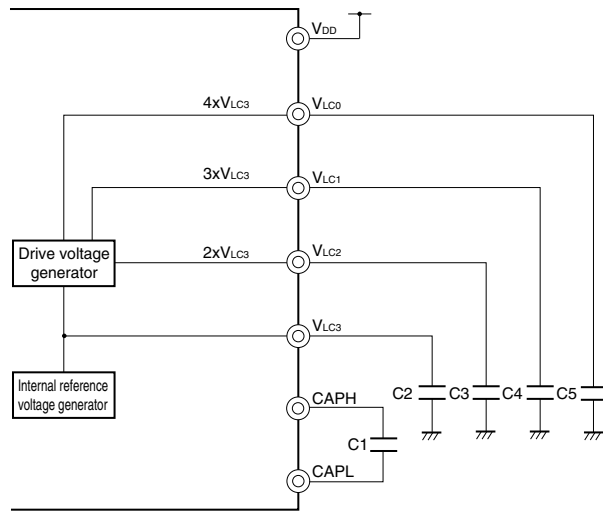 VDD
4xVLC3
VLC0
3xVLC3
VLC1
Drive voltage
generator
2xVLC3
VLC2
VLC3
Internal reference
voltage generator
C2
C3
C4
C5
CAPH
C1
CAPL